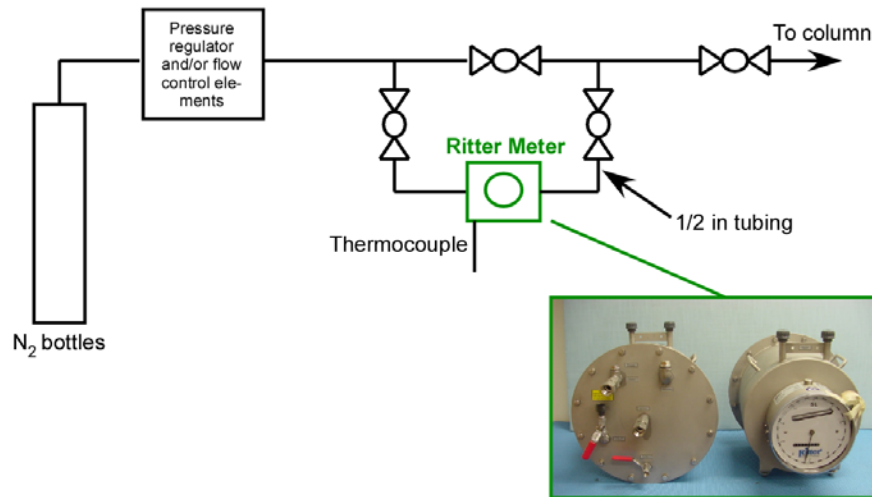 Pressure
regulator
and/or flow
control ele-
ments
To column
Ritter Meter
1/2 in tubing
Thermocouple
N₂ bottles